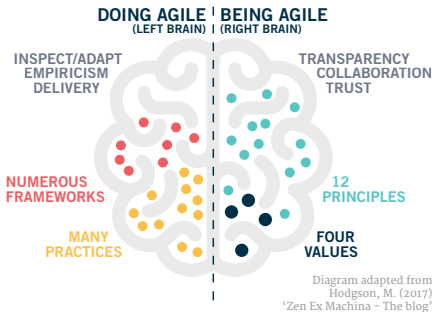 DOING AGILE
(LEFT BRAIN)
BEING AGILE
(RIGHT BRAIN)
INSPECT/ADAPT
EMPIRICISM
DELIVERY
TRANSPARENCY
COLLABORATION
TRUST
NUMEROUS
FRAMEWORKS
12
PRINCIPLES
MANY
PRACTICES
FOUR
VALUES
Diagram adapted from
Hodgson, M. (2017)
‘Zen Ex Machina - The blog’